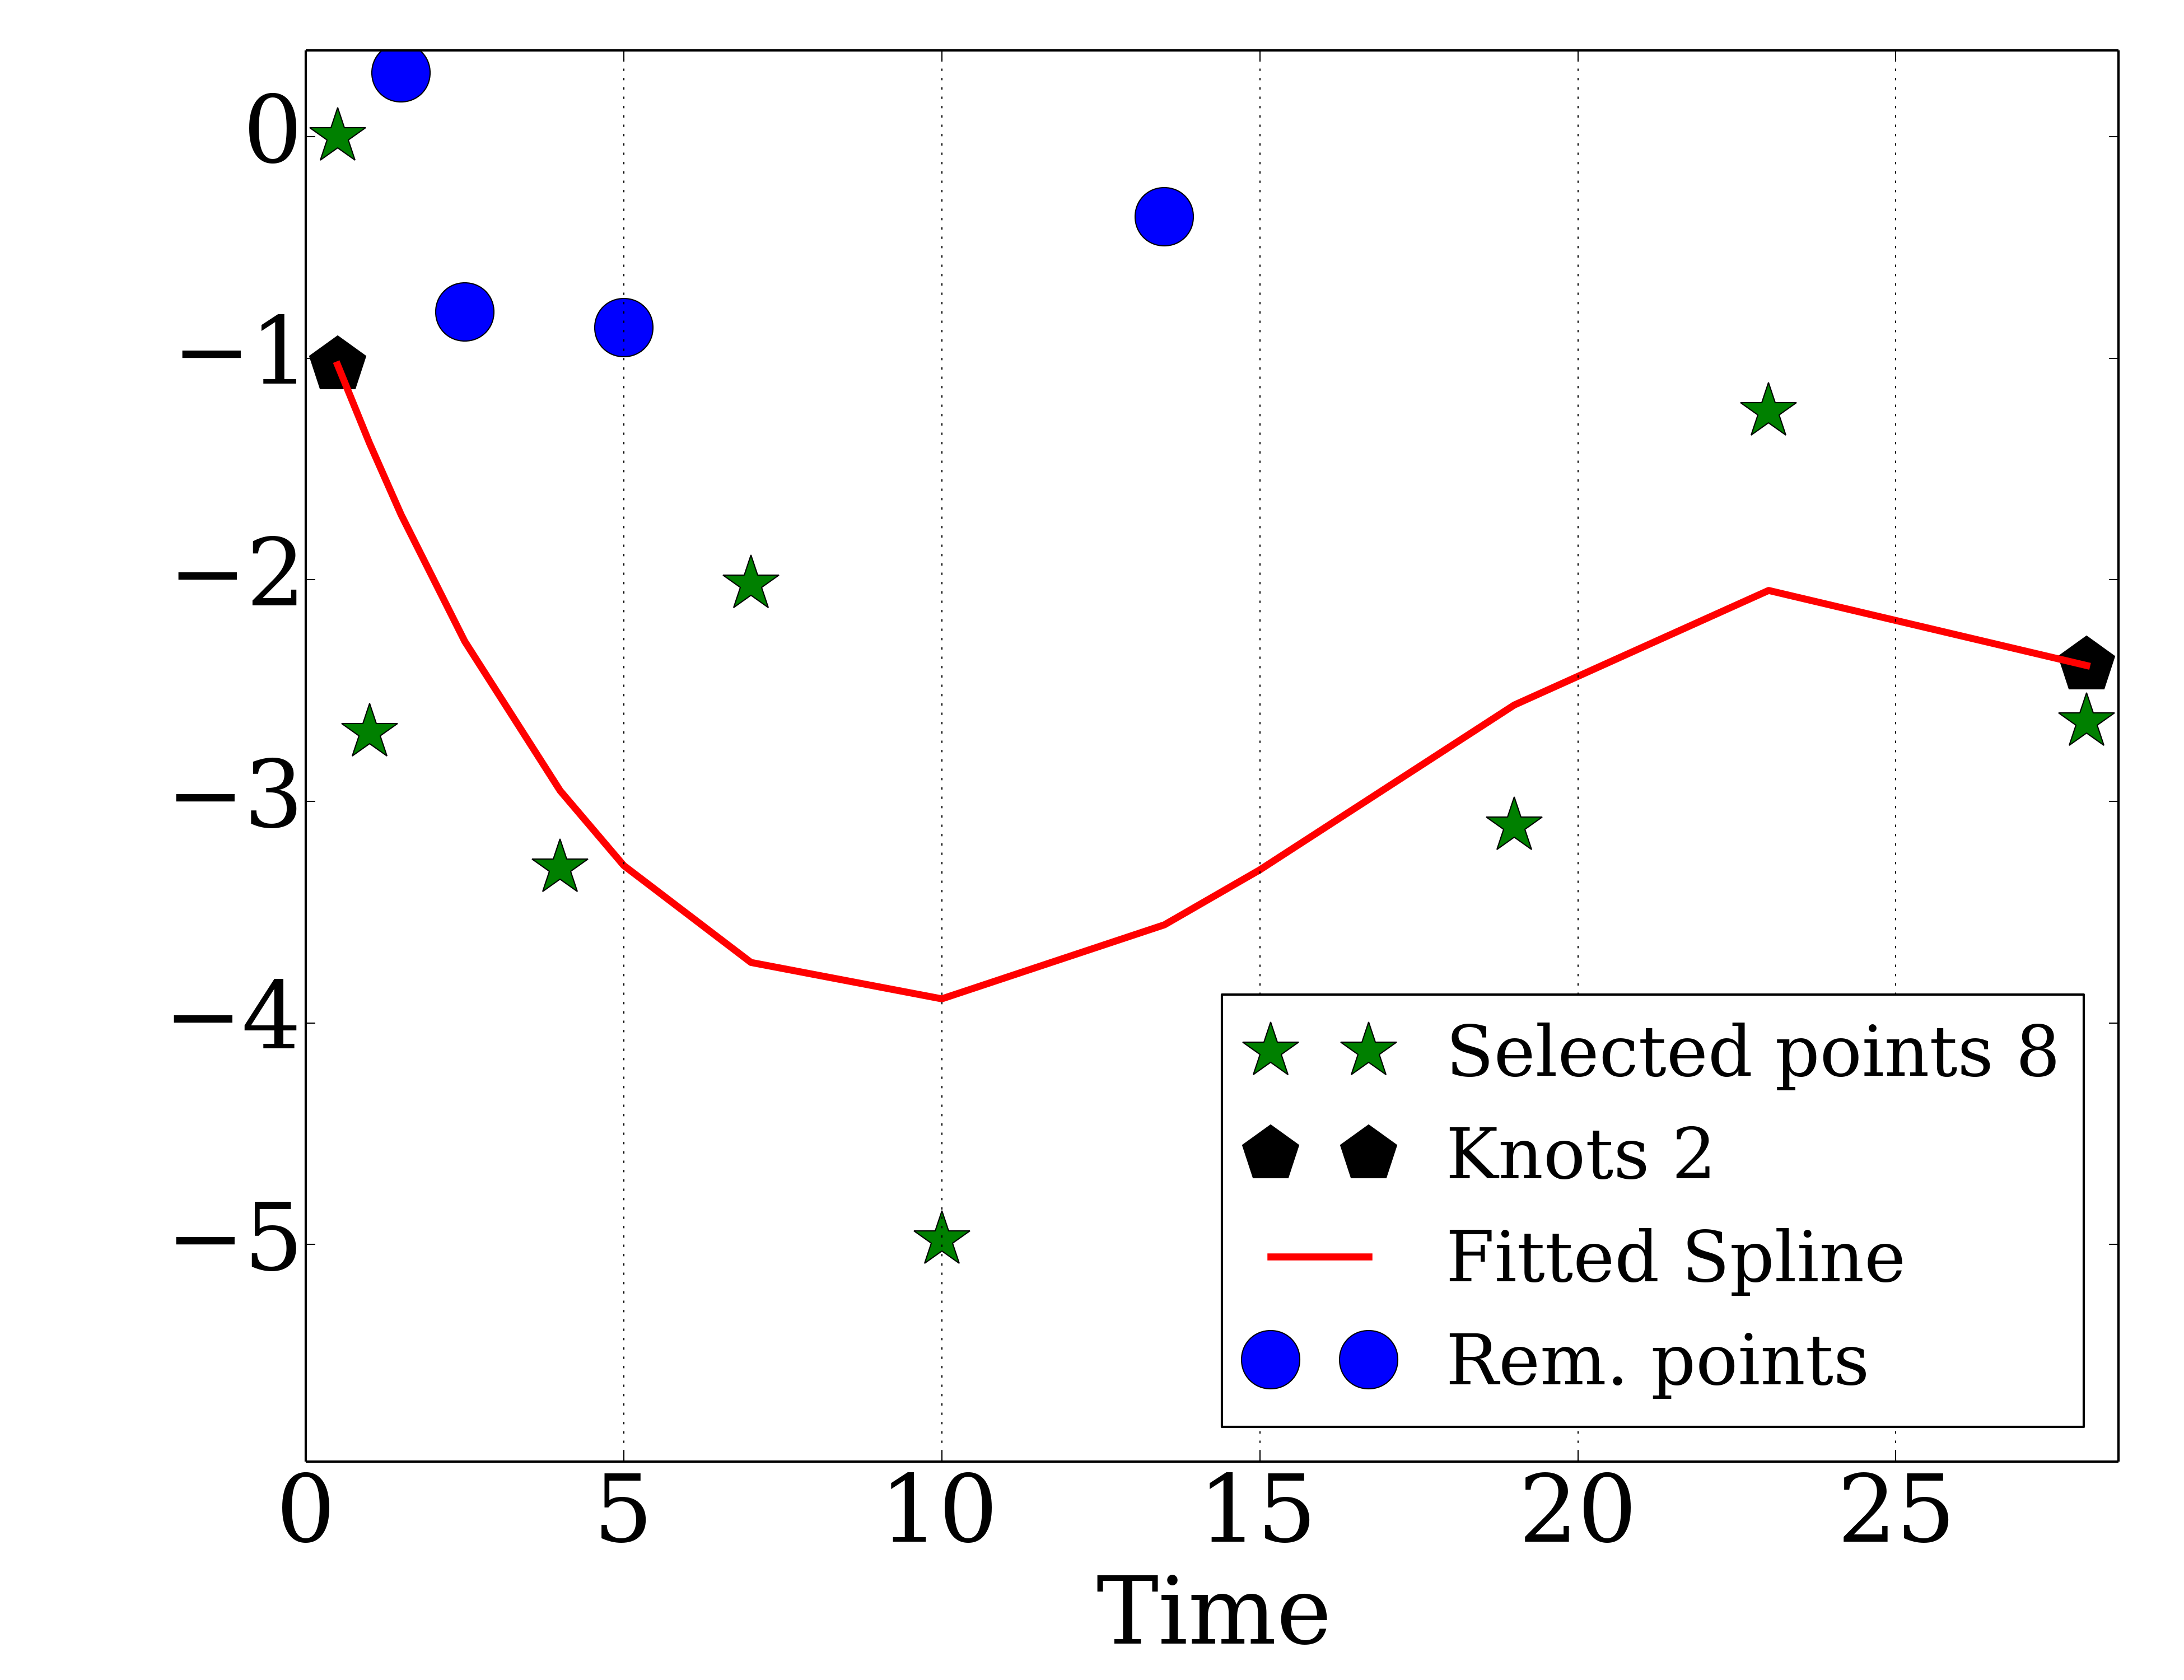 0
−1
−2
−3
−4
−5
0 5 10 15 20 25
Time
Selected points 8
Knots 2
Fitted Spline
Rem. points